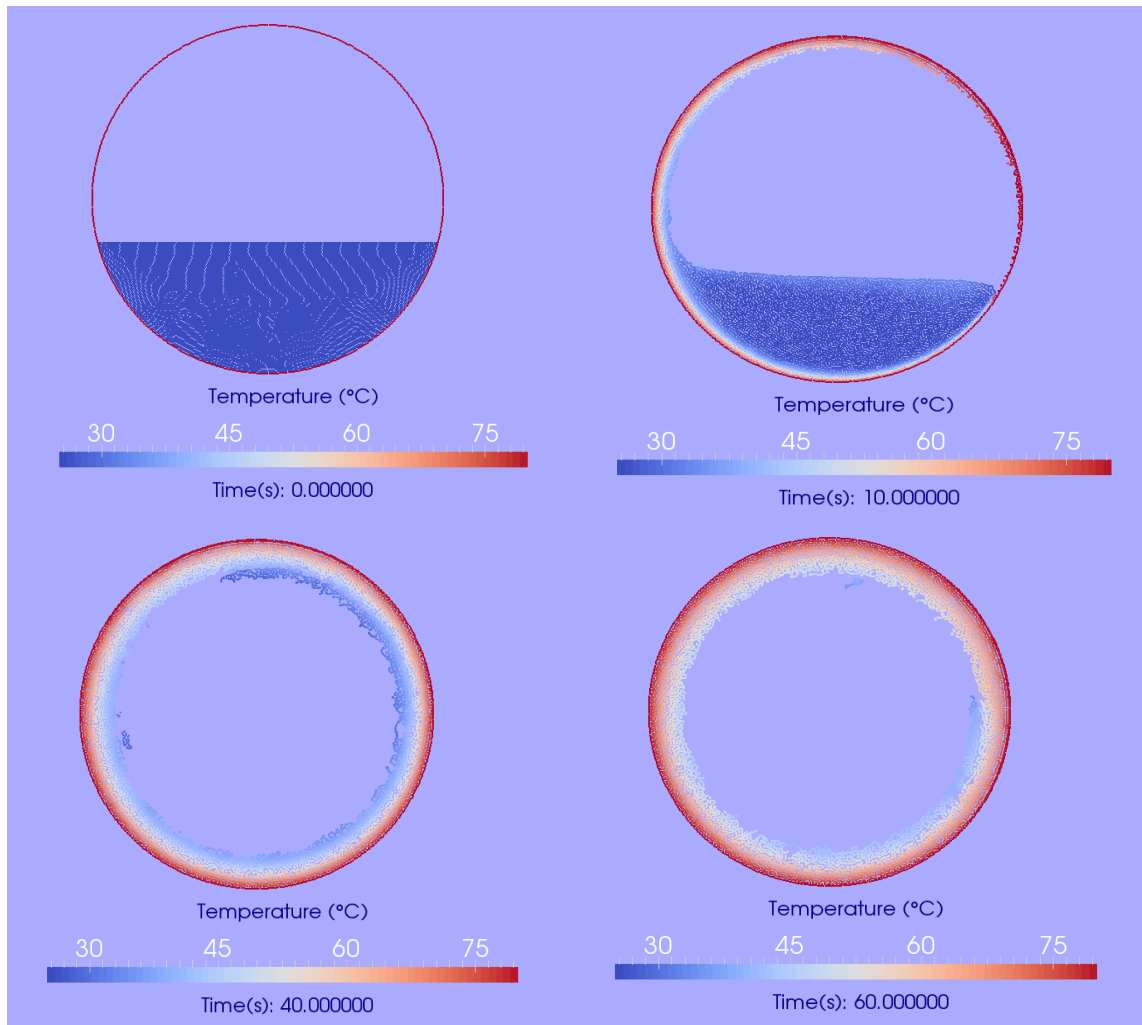 Temperature (°C)
30 45 60 75
Time(s): 0.000000
Temperature (°C)
30 45 60 75
Time(s): 10.000000
Temperature (°C)
30 45 60 75
Time(s): 40.000000
Temperature (°C)
30 45 60 75
Time(s): 60.000000